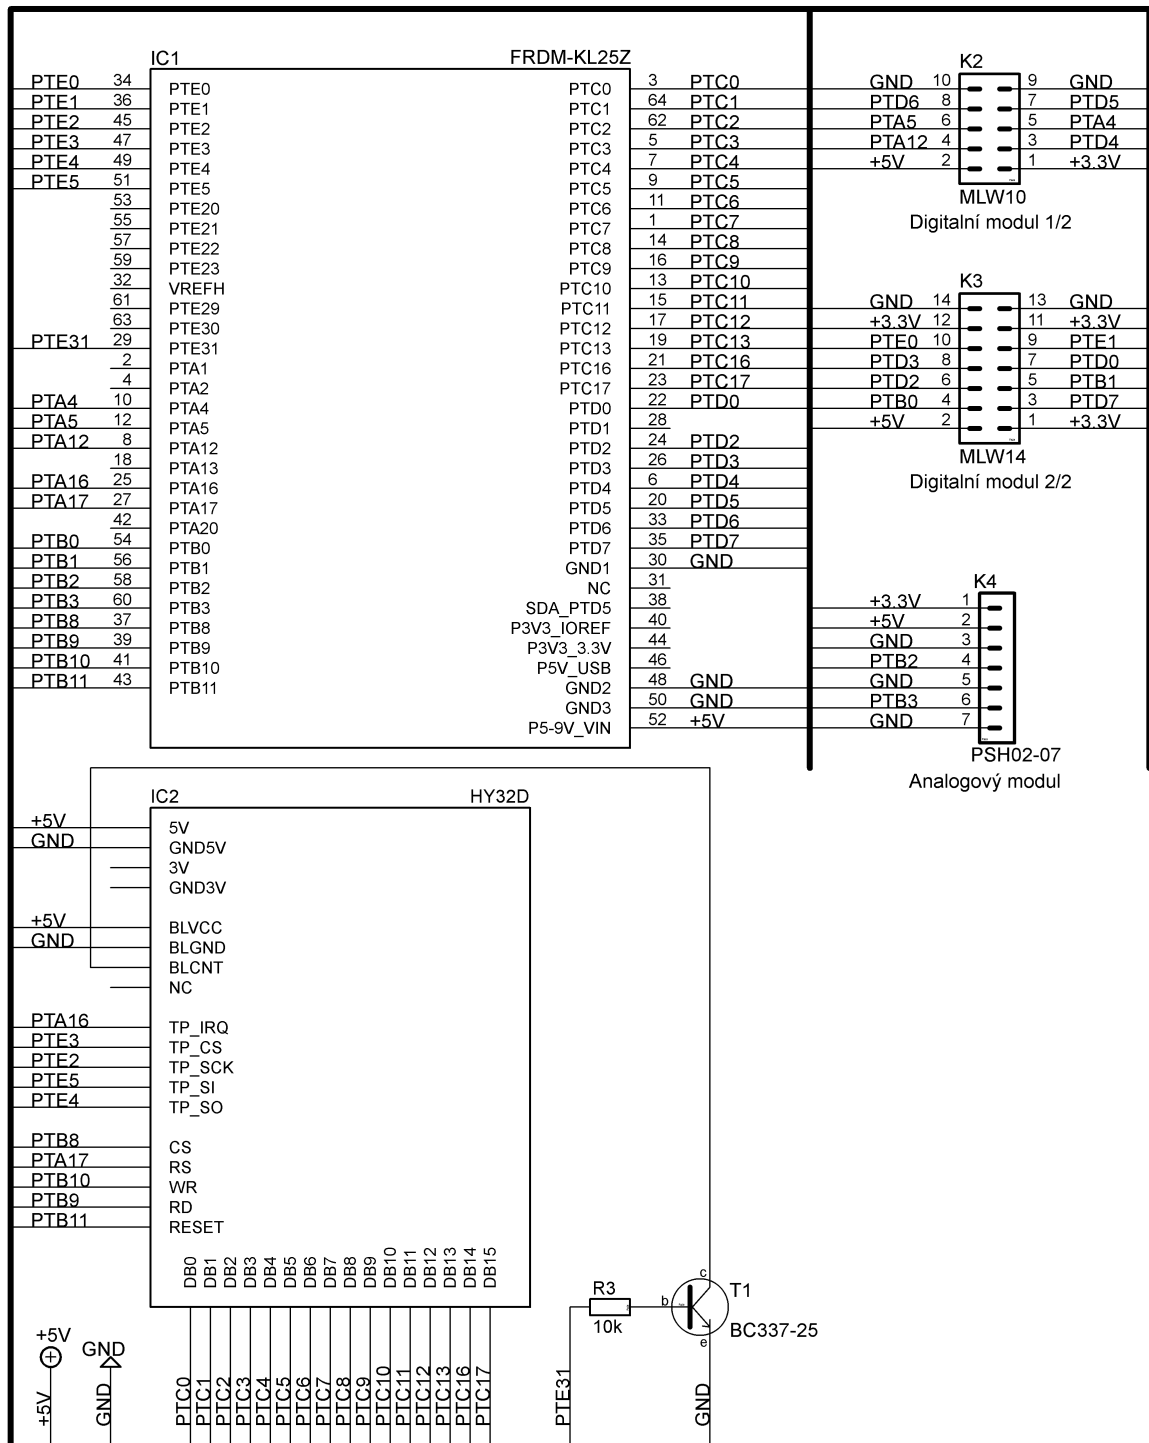 IC1 FRDM-KL25Z
PTE0 34 PTE0 PTC0 3 PTC0
PTE1 36 PTE1 PTC1 64 PTC1
PTE2 45 PTE2 PTC2 62 PTC2
PTE3 47 PTE3 PTC3 5 PTC3
PTE4 49 PTE4 PTC4 7 PTC4
PTE5 51 PTE5 PTC5 9 PTC5
53 PTE20 PTC6 11 PTC6
55 PTE21 PTC7 1 PTC7
57 PTE22 PTC8 14 PTC8
59 PTE23 PTC9 16 PTC9
32 VREFH PTC10 13 PTC10
61 PTE29 PTC11 15 PTC11
63 PTE30 PTC12 17 PTC12
PTE31 29 PTE31 PTC13 19 PTC13
2 PTA1 PTC16 21 PTC16
4 PTA2 PTC17 23 PTC17
PTA4 10 PTA4 PTD0 22 PTD0
PTA5 12 PTA5 PTD1 28
PTA12 8 PTA12 PTD2 24 PTD2
18 PTA13 PTD3 26 PTD3
PTA16 25 PTA16 PTD4 6 PTD4
PTA17 27 PTA17 PTD5 20 PTD5
42 PTA20 PTD6 33 PTD6
PTB0 54 PTB0 PTD7 35 PTD7
PTB1 56 PTB1 GND1 30 GND
PTB2 58 PTB2 NC 31
PTB3 60 PTB3 SDA_PTD5 38
PTB8 37 PTB8 P3V3_IOREF 40
PTB9 39 PTB9 P3V3_3.3V 44
PTB10 41 PTB10 P5V_USB 46
PTB11 43 PTB11 GND2 48 GND
GND3 50 GND
P5-9V_VIN 52 +5V
K2
GND 10 9 GND
PTD6 8 7 PTD5
PTA5 6 5 PTA4
PTA12 4 3 PTD4
+5V 2 1 +3.3V
MLW10
Digitalní modul 1/2
K3
GND 14 13 GND
+3.3V 12 11 +3.3V
PTE0 10 9 PTE1
PTD3 8 7 PTD0
PTD2 6 5 PTB1
PTB0 4 3 PTD7
+5V 2 1 +3.3V
MLW14
Digitalní modul 2/2
K4
+3.3V 1
+5V 2
GND 3
PTB2 4
GND 5
PTB3 6
GND 7
PSH02-07
Analogový modul
IC2 HY32D
+5V 5V
GND GND5V
3V
GND3V
+5V BLVCC
GND BLGND
BLCNT
NC
PTA16 TP_IRQ
PTE3 TP_CS
PTE2 TP_SCK
PTE5 TP_SI
PTE4 TP_SO
PTB8 CS
PTA17 RS
PTB10 WR
PTB9 RD
PTB11 RESET
DB0 DB1 DB2 DB3 DB4 DB5 DB6 DB7 DB8 DB9 DB10 DB11 DB12 DB13 DB14 DB15
PTC0 PTC1 PTC2 PTC3 PTC4 PTC5 PTC6 PTC7 PTC8 PTC9 PTC10 PTC11 PTC12 PTC13 PTC16 PTC17
+5V
+5V
GND
GND
R3
10k
PTE31
c
b
e
T1
BC337-25
GND